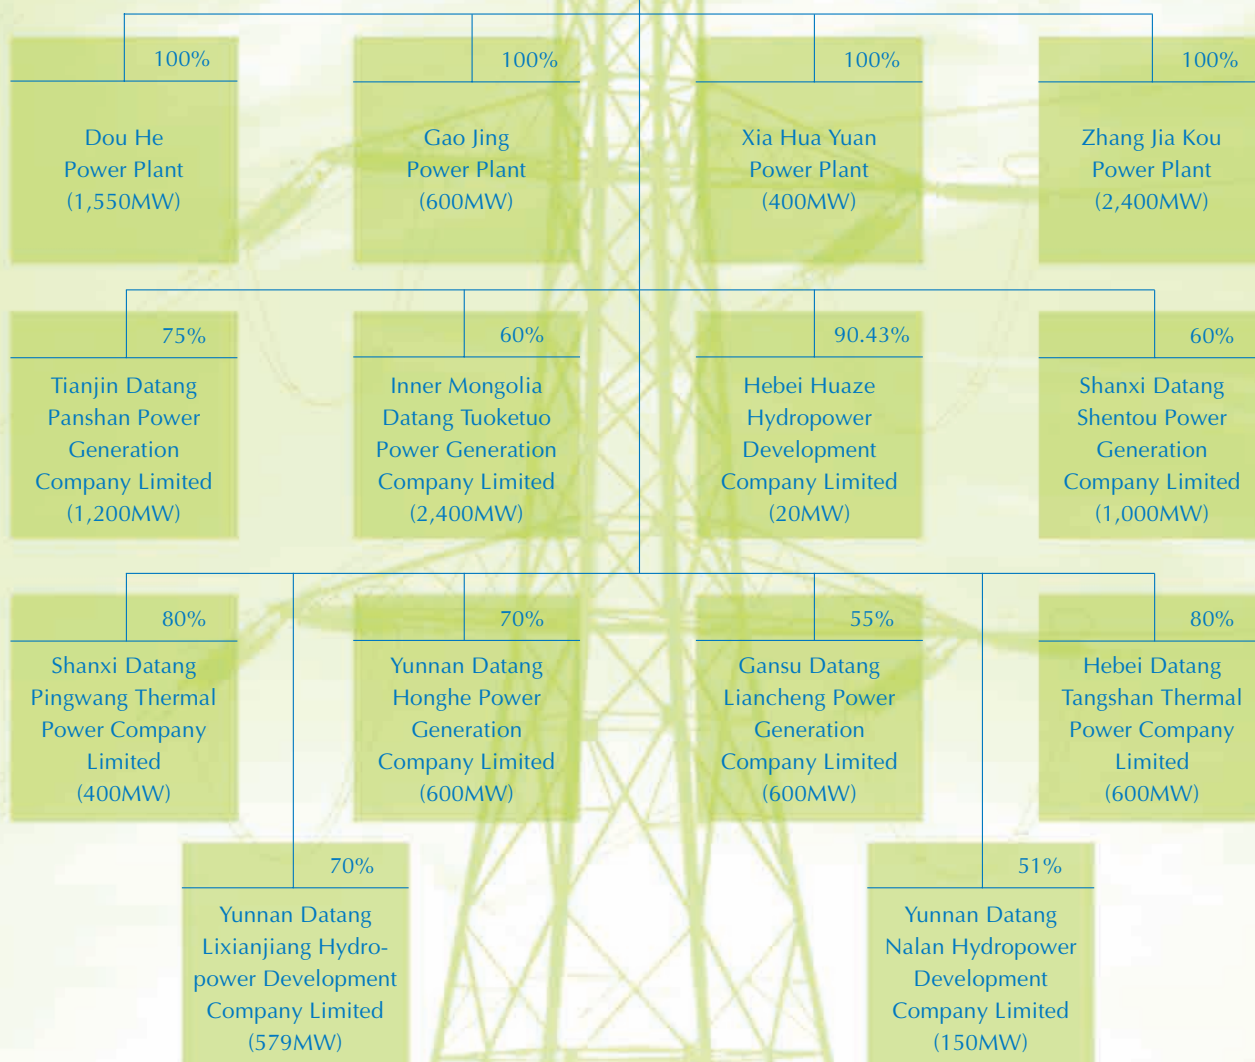 100%
Dou He
Power Plant
(1,550MW)
100%
Gao Jing
Power Plant
(600MW)
100%
Xia Hua Yuan
Power Plant
(400MW)
100%
Zhang Jia Kou
Power Plant
(2,400MW)
75%
Tianjin Datang
Panshan Power
Generation
Company Limited
(1,200MW)
60%
Inner Mongolia
Datang Tuoketuo
Power Generation
Company Limited
(2,400MW)
90.43%
Hebei Huaze
Hydropower
Development
Company Limited
(20MW)
60%
Shanxi Datang
Shentou Power
Generation
Company Limited
(1,000MW)
80%
Shanxi Datang
Pingwang Thermal
Power Company
Limited
(400MW)
70%
Yunnan Datang
Honghe Power
Generation
Company Limited
(600MW)
55%
Gansu Datang
Liancheng Power
Generation
Company Limited
(600MW)
80%
Hebei Datang
Tangshan Thermal
Power Company
Limited
(600MW)
70%
Yunnan Datang
Lixianjiang Hydro-
power Development
Company Limited
(579MW)
51%
Yunnan Datang
Nalan Hydropower
Development
Company Limited
(150MW)